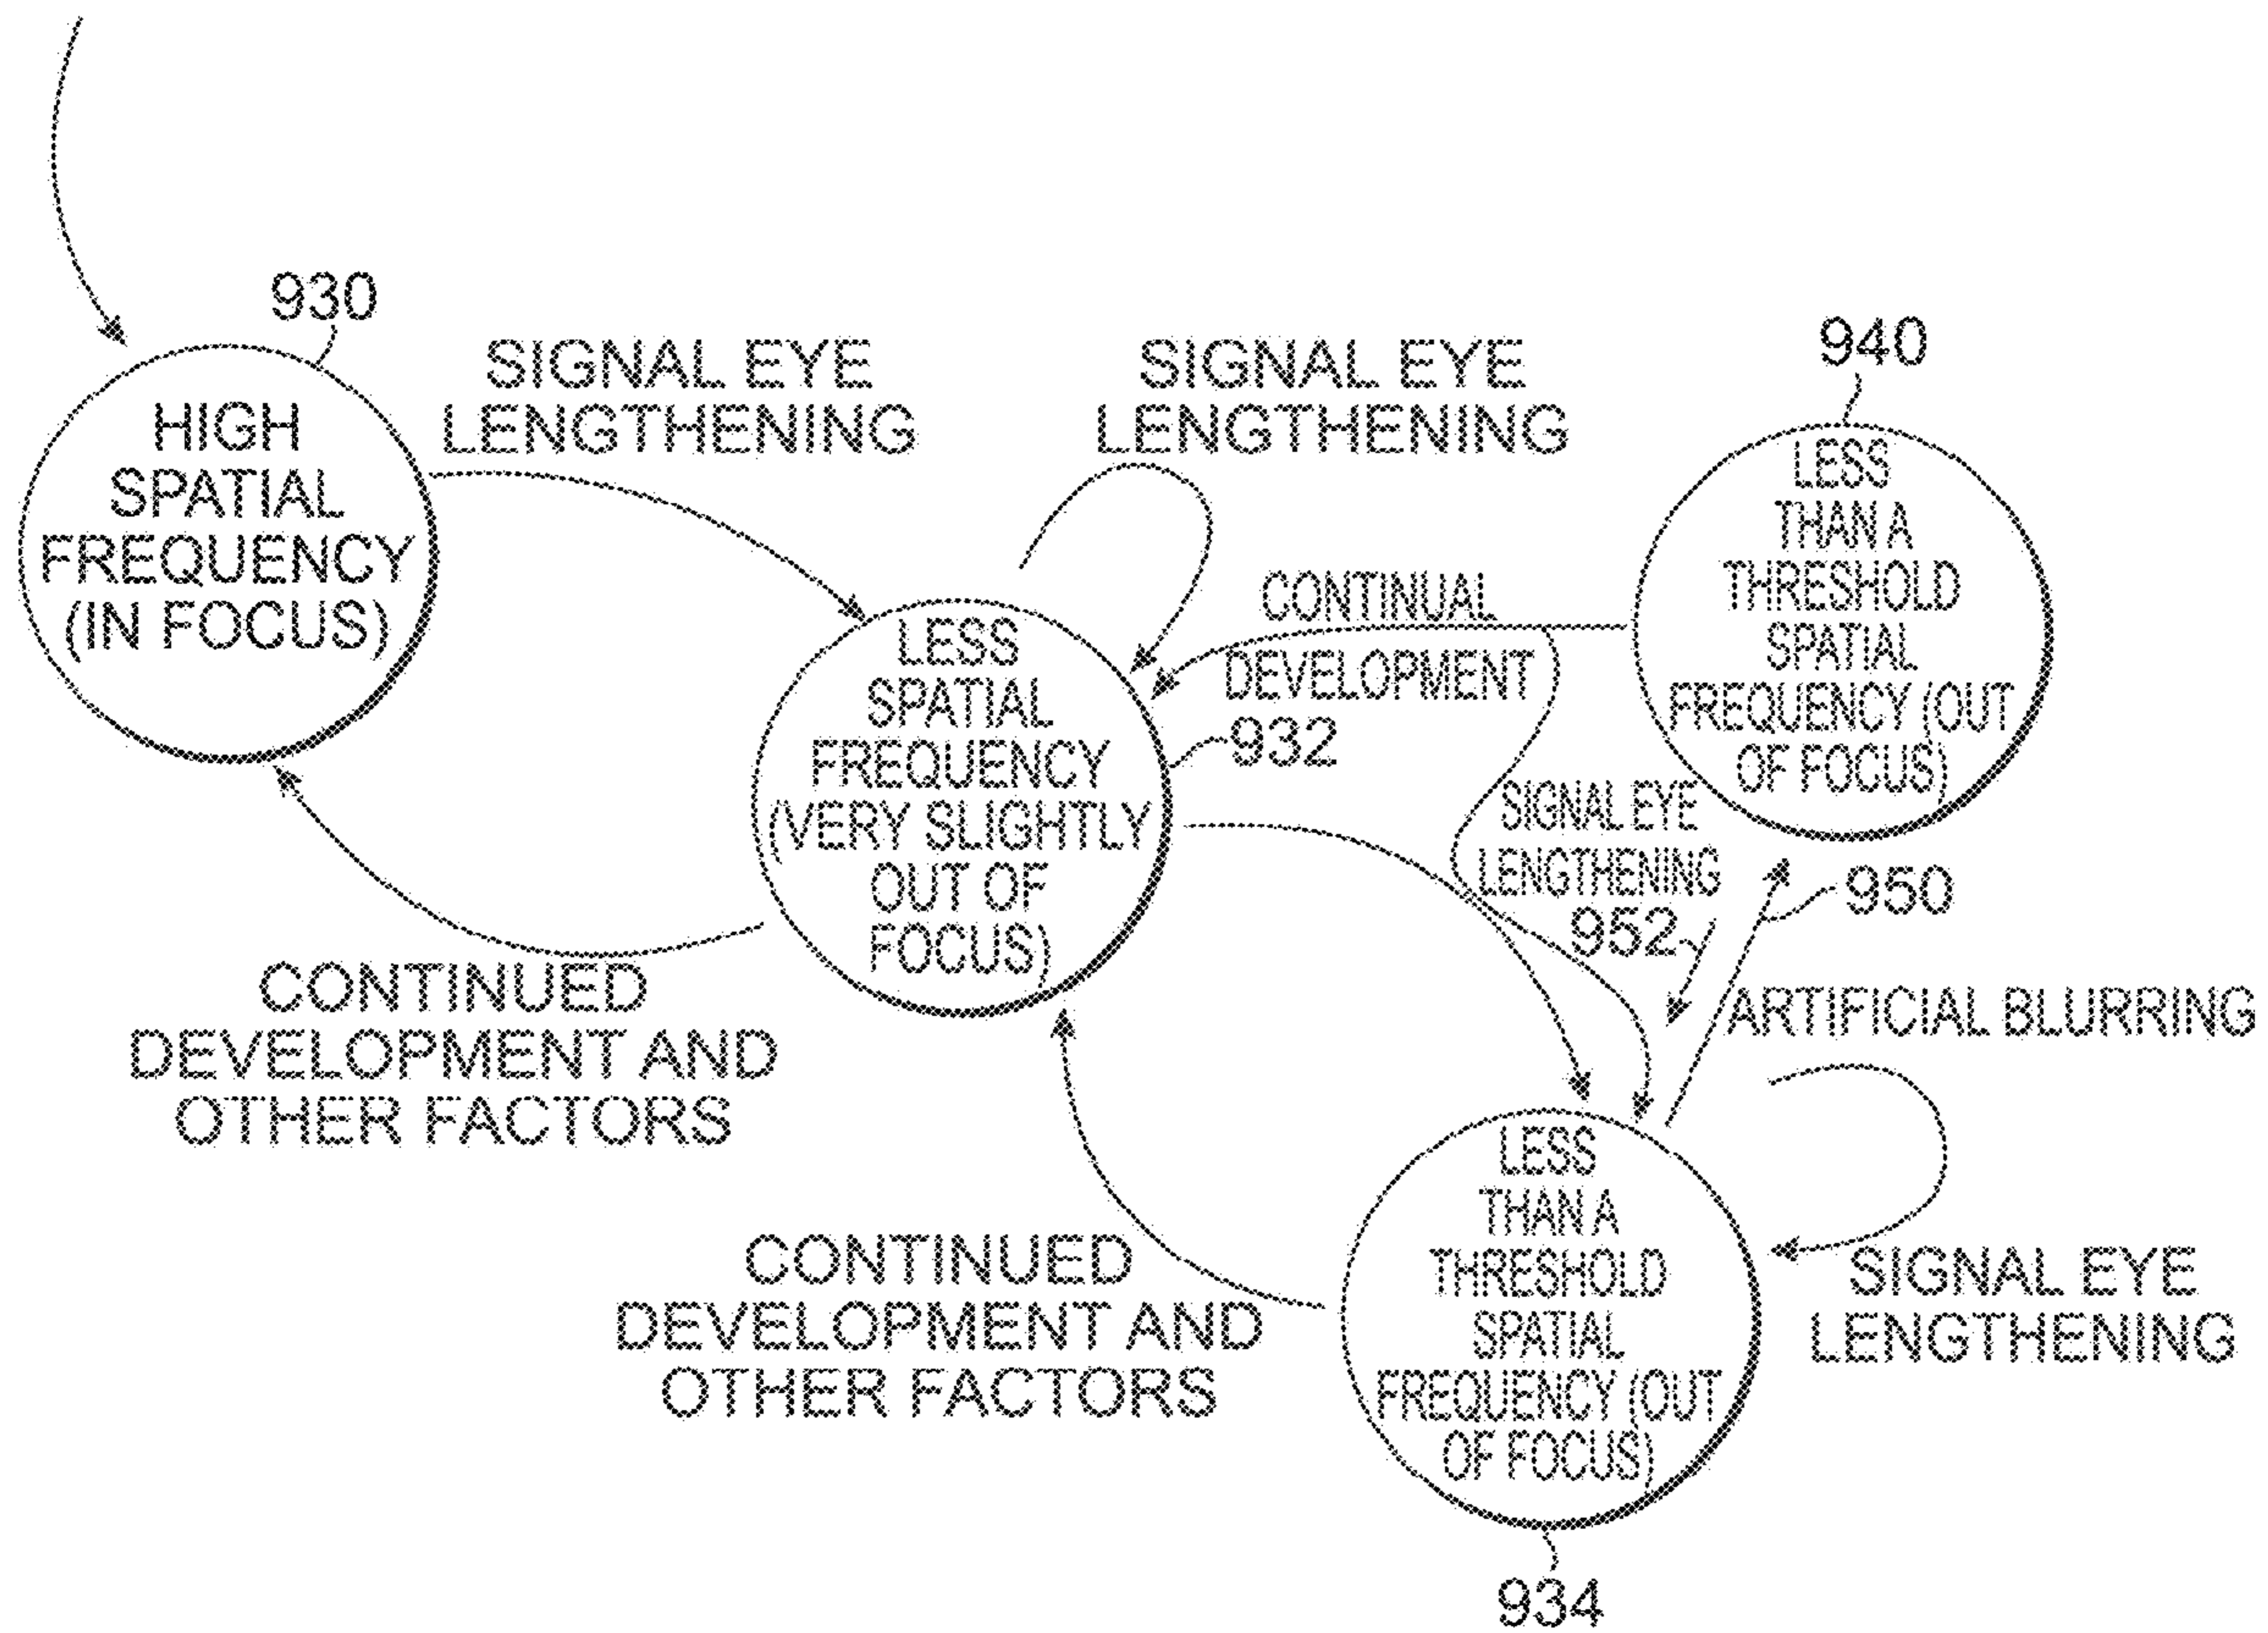 930
HIGH
SPATIAL
FREQUENCY
(IN FOCUS)
SIGNAL EYE
LENGTHENING
SIGNAL EYE
LENGTHENING
940
LESS
THAN A
THRESHOLD
SPATIAL
FREQUENCY (OUT
OF FOCUS)
CONTINUAL
DEVELOPMENT
932
LESS
SPATIAL
FREQUENCY
(VERY SLIGHTLY
OUT OF
FOCUS)
SIGNAL EYE
LENGTHENING
952
950
ARTIFICIAL BLURRING
CONTINUED
DEVELOPMENT AND
OTHER FACTORS
CONTINUED
DEVELOPMENT AND
OTHER FACTORS
LESS
THAN A
THRESHOLD
SPATIAL
FREQUENCY (OUT
OF FOCUS)
SIGNAL EYE
LENGTHENING
934